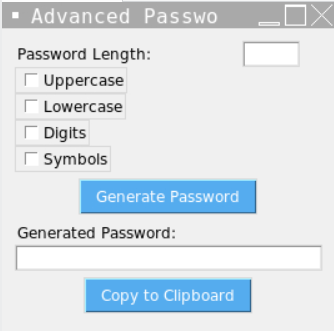 Advanced Passwo
Password Length:
Uppercase
Lowercase
Digits
Symbols
Generate Password
Generated Password:
Copy to Clipboard